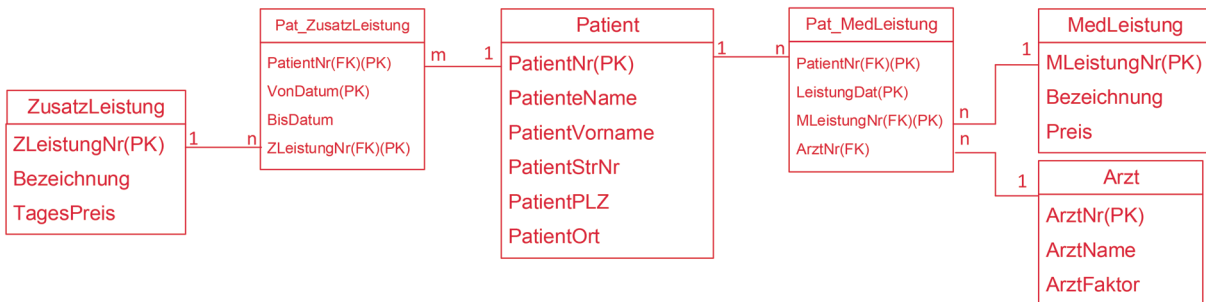 ZusatzLeistung
ZLeistungNr(PK)
Bezeichnung
TagesPreis
1
n
Pat_ZusatzLeistung
PatientNr(FK)(PK)
VonDatum(PK)
BisDatum
ZLeistungNr(FK)(PK)
m
1
Patient
PatientNr(PK)
PatienteName
PatientVorname
PatientStrNr
PatientPLZ
PatientOrt
1
n
Pat_MedLeistung
PatientNr(FK)(PK)
LeistungDat(PK)
MLeistungNr(FK)(PK)
ArztNr(FK)
n
1
n
1
MedLeistung
MLeistungNr(PK)
Bezeichnung
Preis
Arzt
ArztNr(PK)
ArztName
ArztFaktor